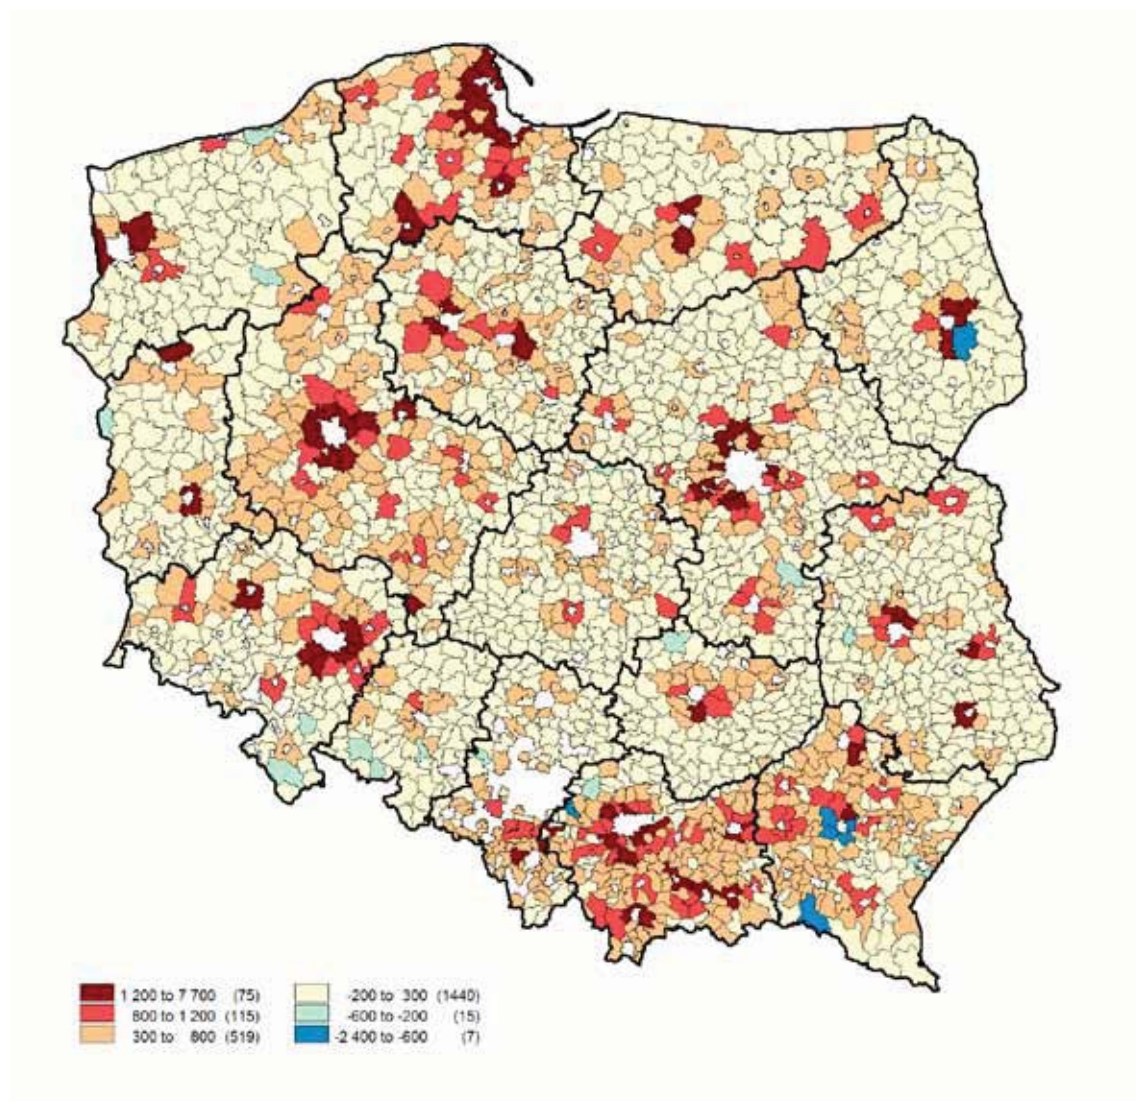 1 200 to 7 700 (75)
800 to 1 200 (115)
300 to 800 (519)
-200 to 300 (1440)
-600 to -200 (15)
-2 400 to -600 (7)